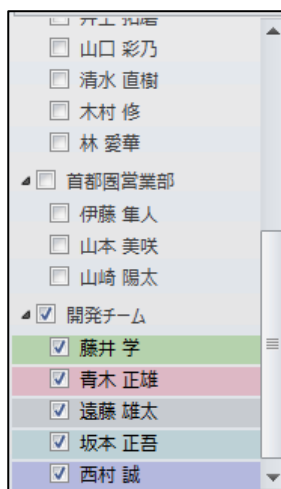 山口 彩乃
清水 直樹
木村 修
林 愛華
首都圏営業部
伊藤 隼人
山本 美咲
山崎 陽太
開発チーム
藤井 学
青木 正雄
遠藤 雄太
坂本 正吾
西村 誠